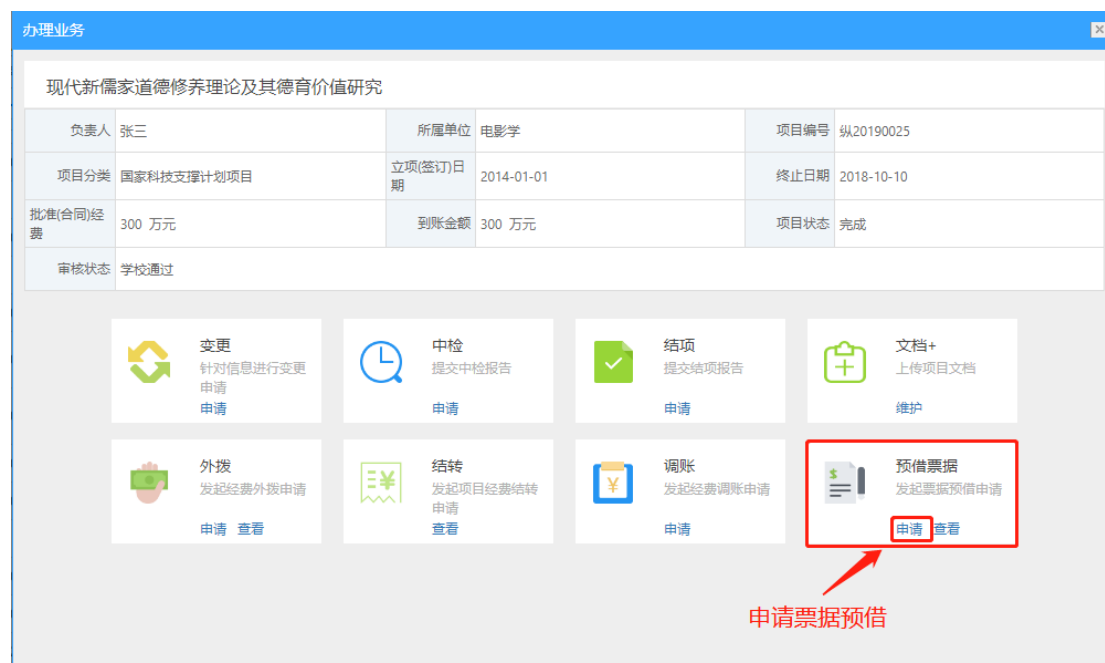 办理业务
现代新儒家道德修养理论及其德育价值研究
负责人 张三 所属单位 电影学 项目编号 纵20190025
项目分类 国家科技支撑计划项目 立项(签订)日期 2014-01-01 终止日期 2018-10-10
批准(合同)经费 300 万元 到账金额 300 万元 项目状态 完成
审核状态 学校通过
变更
针对信息进行变更
申请
申请
中检
提交中检报告
申请
结项
提交结项报告
申请
文档+
上传项目文档
维护
外拨
发起经费外拨申请
申请 查看
结转
发起项目经费结转
申请
查看
调账
发起经费调账申请
申请
预借票据
发起票据预借申请
申请 查看
申请票据预借